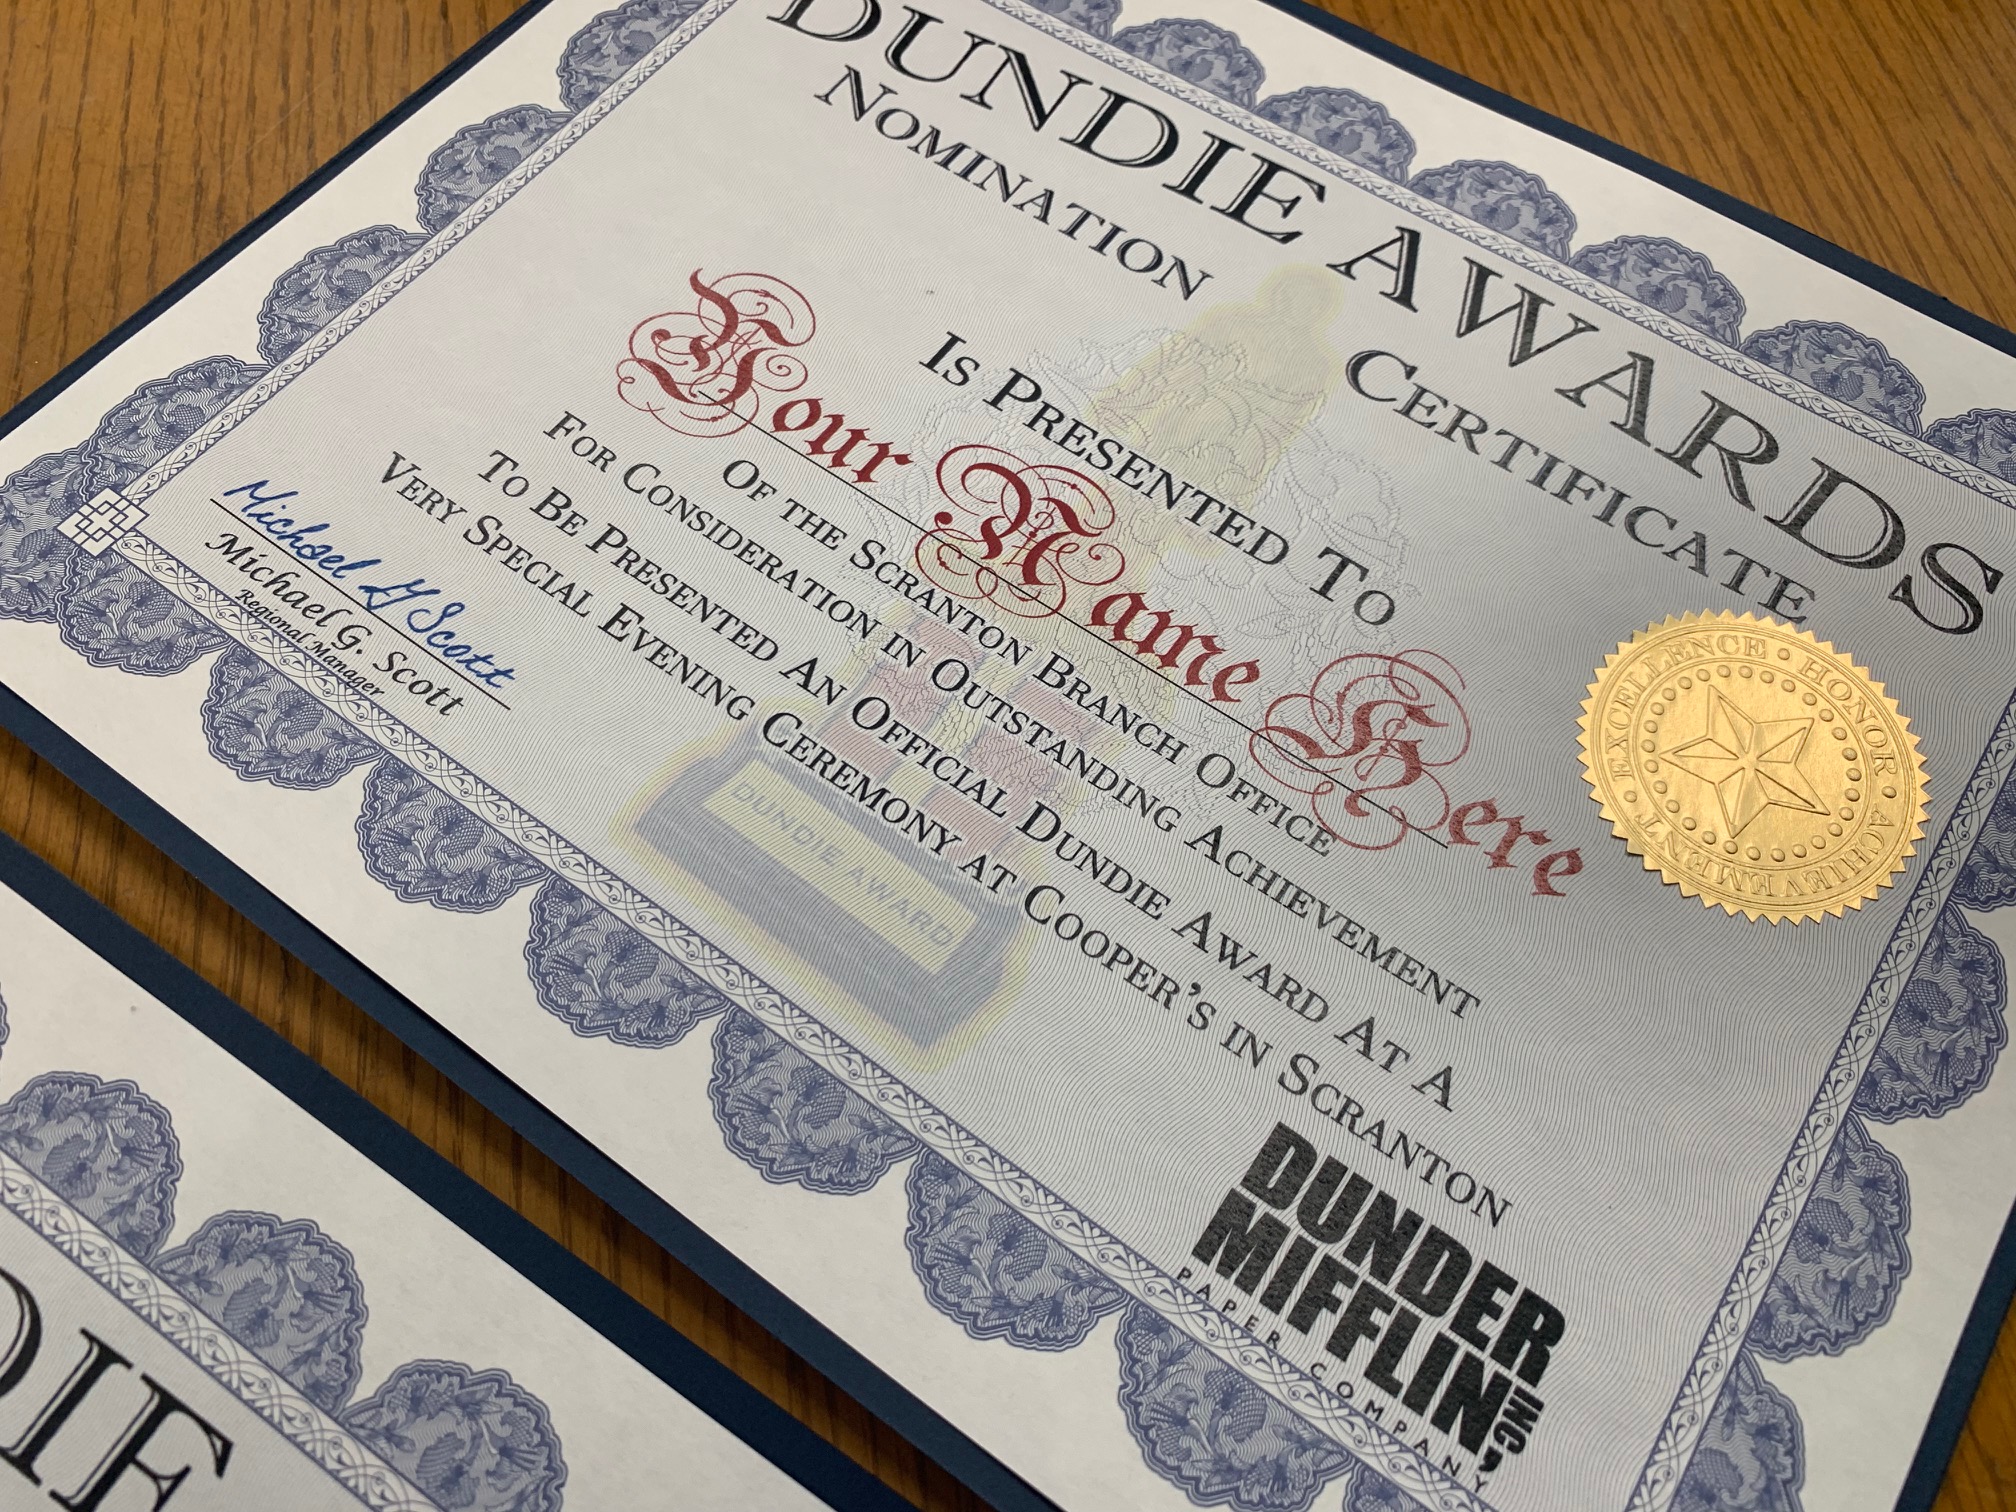 DUNDIE AWARDS
NOMINATION CERTIFICATE
IS PRESENTED TO
Your Name Here
OF THE SCRANTON BRANCH OFFICE
FOR CONSIDERATION IN OUTSTANDING ACHIEVEMENT
TO BE PRESENTED AN OFFICIAL DUNDIE AWARD AT A
VERY SPECIAL EVENING CEREMONY AT COOPER'S IN SCRANTON
Michael G Scott
Michael G. Scott
Regional Manager
EXCELLENCE • HONOR • ACHIEVEMENT •
DUNDIE AWARD
DUNDER
MIFFLIN INC,
PAPER COMPANY
DIE